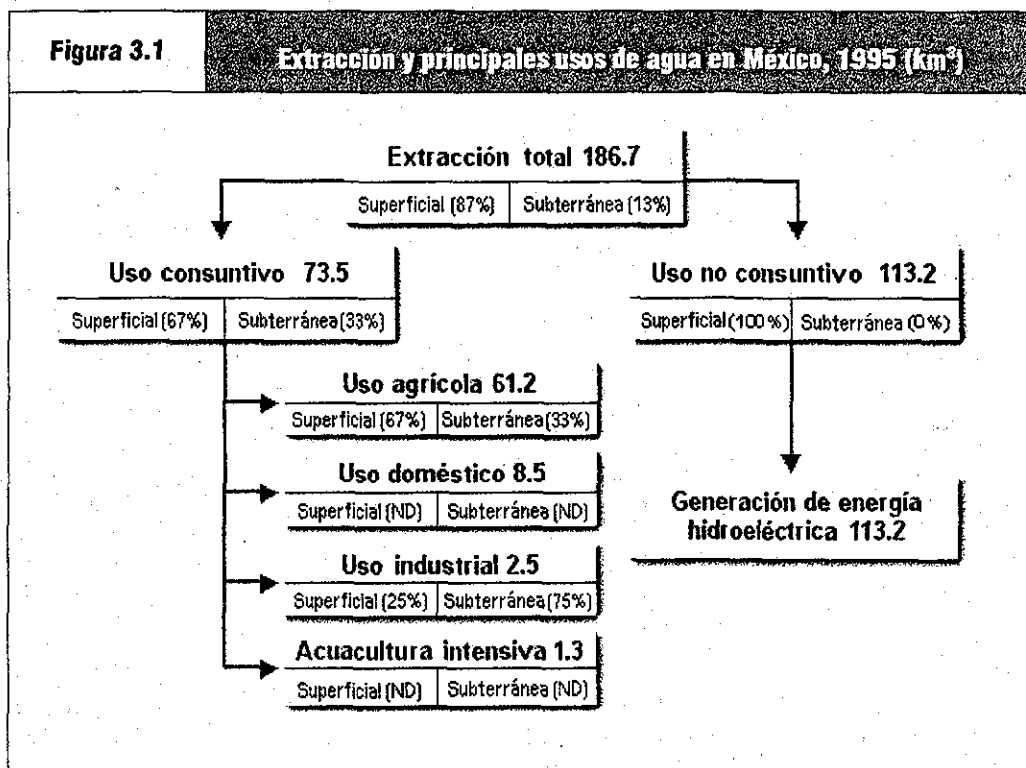 Figura 3.1
Extracción y principales usos de agua en México, 1995 (km³)
Extracción total 186.7
Superficial (87%) Subterránea (13%)
Uso consuntivo 73.5
Superficial (67%) Subterránea (33%)
Uso no consuntivo 113.2
Superficial (100%) Subterránea (0%)
Uso agrícola 61.2
Superficial (67%) Subterránea (33%)
Uso doméstico 8.5
Superficial (ND) Subterránea (ND)
Uso industrial 2.5
Superficial (25%) Subterránea (75%)
Acuacultura intensiva 1.3
Superficial (ND) Subterránea (ND)
Generación de energía
hidroeléctrica 113.2